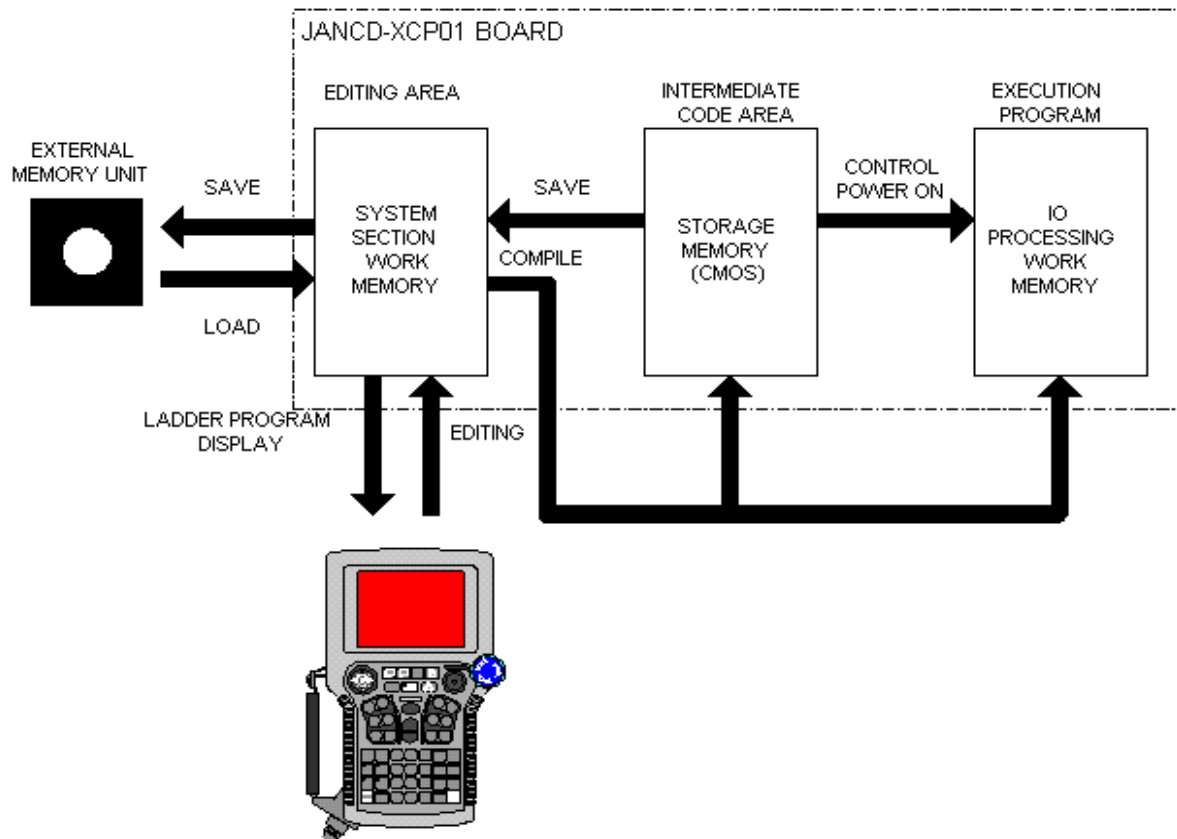 JANCD-XCP01 BOARD
EDITING AREA
INTERMEDIATE
CODE AREA
EXECUTION
PROGRAM
EXTERNAL
MEMORY UNIT
SAVE
SAVE
CONTROL
POWER ON
SYSTEM
SECTION
WORK
MEMORY
STORAGE
MEMORY
(CMOS)
IO
PROCESSING
WORK
MEMORY
COMPILE
LOAD
LADDER PROGRAM
DISPLAY
EDITING